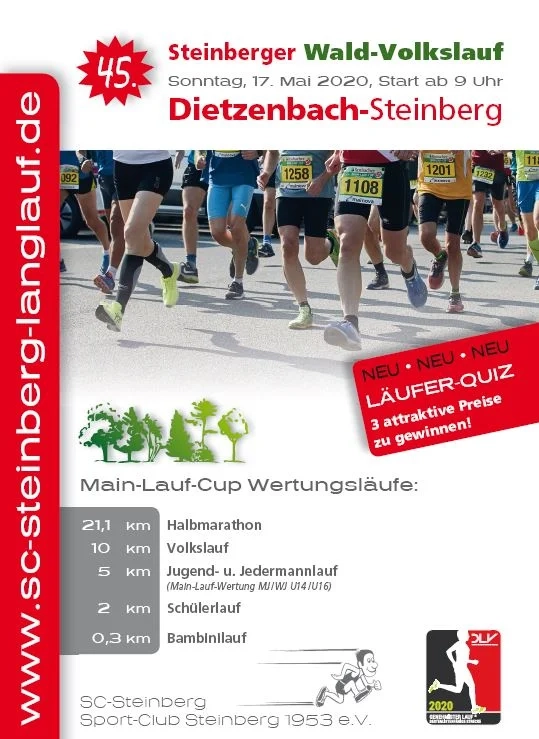 45.
Steinberger Wald-Volkslauf
Sonntag, 17. Mai 2020, Start ab 9 Uhr
Dietzenbach-Steinberg
www.sc-steinberg-langlauf.de
1258
1108
1201
1232
NEU • NEU • NEU
LÄUFER-QUIZ
3 attraktive Preise
zu gewinnen!
Main-Lauf-Cup Wertungsläufe:
21,1 km Halbmarathon
10 km Volkslauf
5 km Jugend- u. Jedermannlauf
(Main-Lauf-Wertung MJ/WJ U14/U16)
2 km Schülerlauf
0,3 km Bambinilauf
SC-Steinberg
Sport-Club Steinberg 1953 e.V.
DLV
2020
GENEHMIGTER LAUF